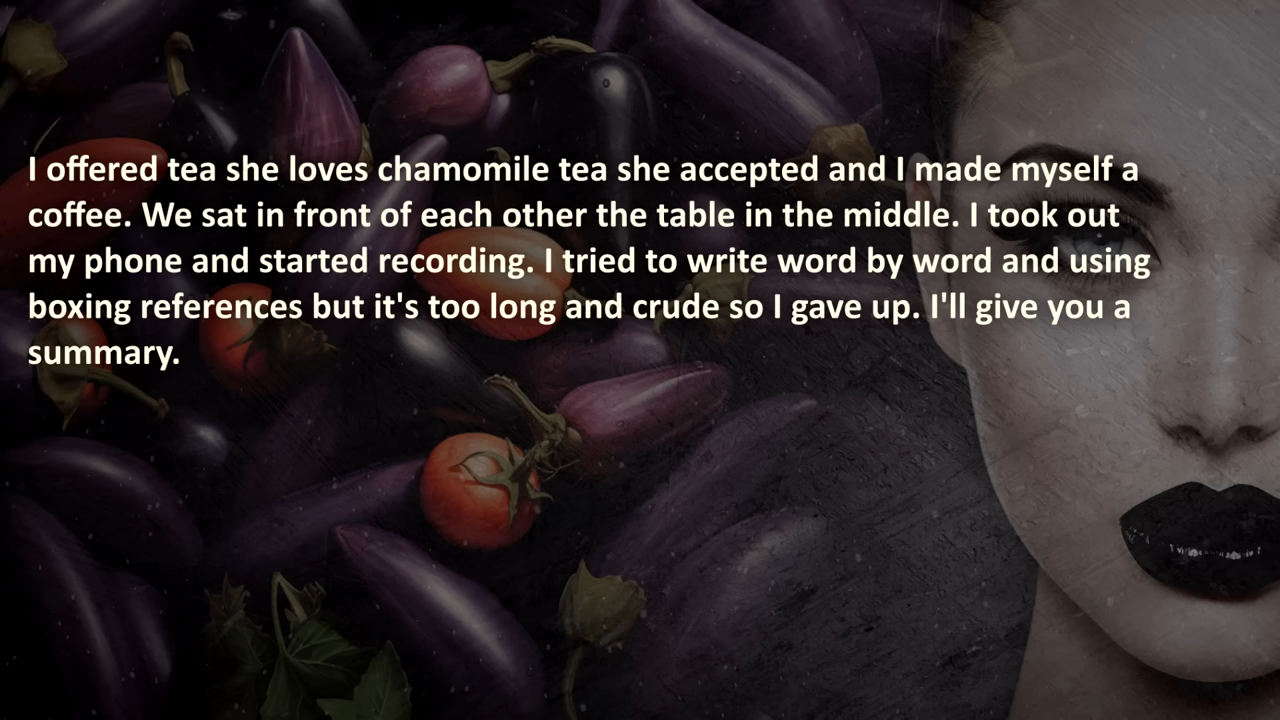 I offered tea she loves chamomile tea she accepted and I made myself a
coffee. We sat in front of each other the table in the middle. I took out
my phone and started recording. I tried to write word by word and using
boxing references but it's too long and crude so I gave up. I'll give you a
summary.